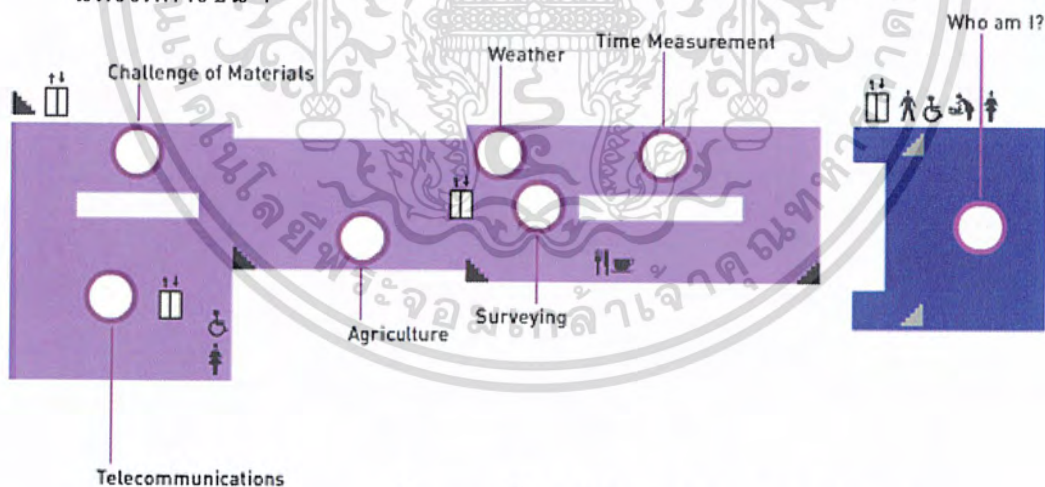 Who am I?
Time Measurement
Weather
Challenge of Materials
Surveying
Agriculture
Telecommunications